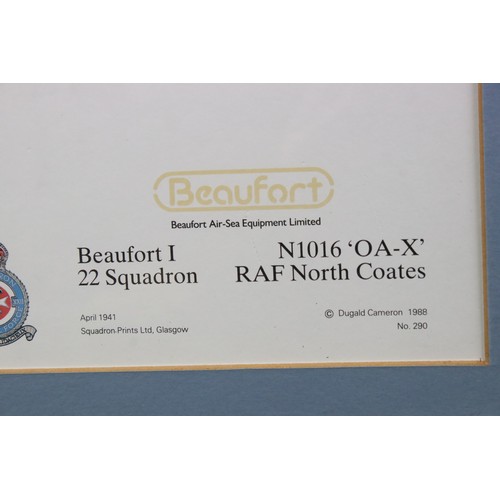 Beaufort
Beaufort Air-Sea Equipment Limited
Beaufort I
22 Squadron
N1016 ‘OA-X’
RAF North Coates
April 1941
Squadron Prints Ltd, Glasgow
© Dugald Cameron 1988
No. 290